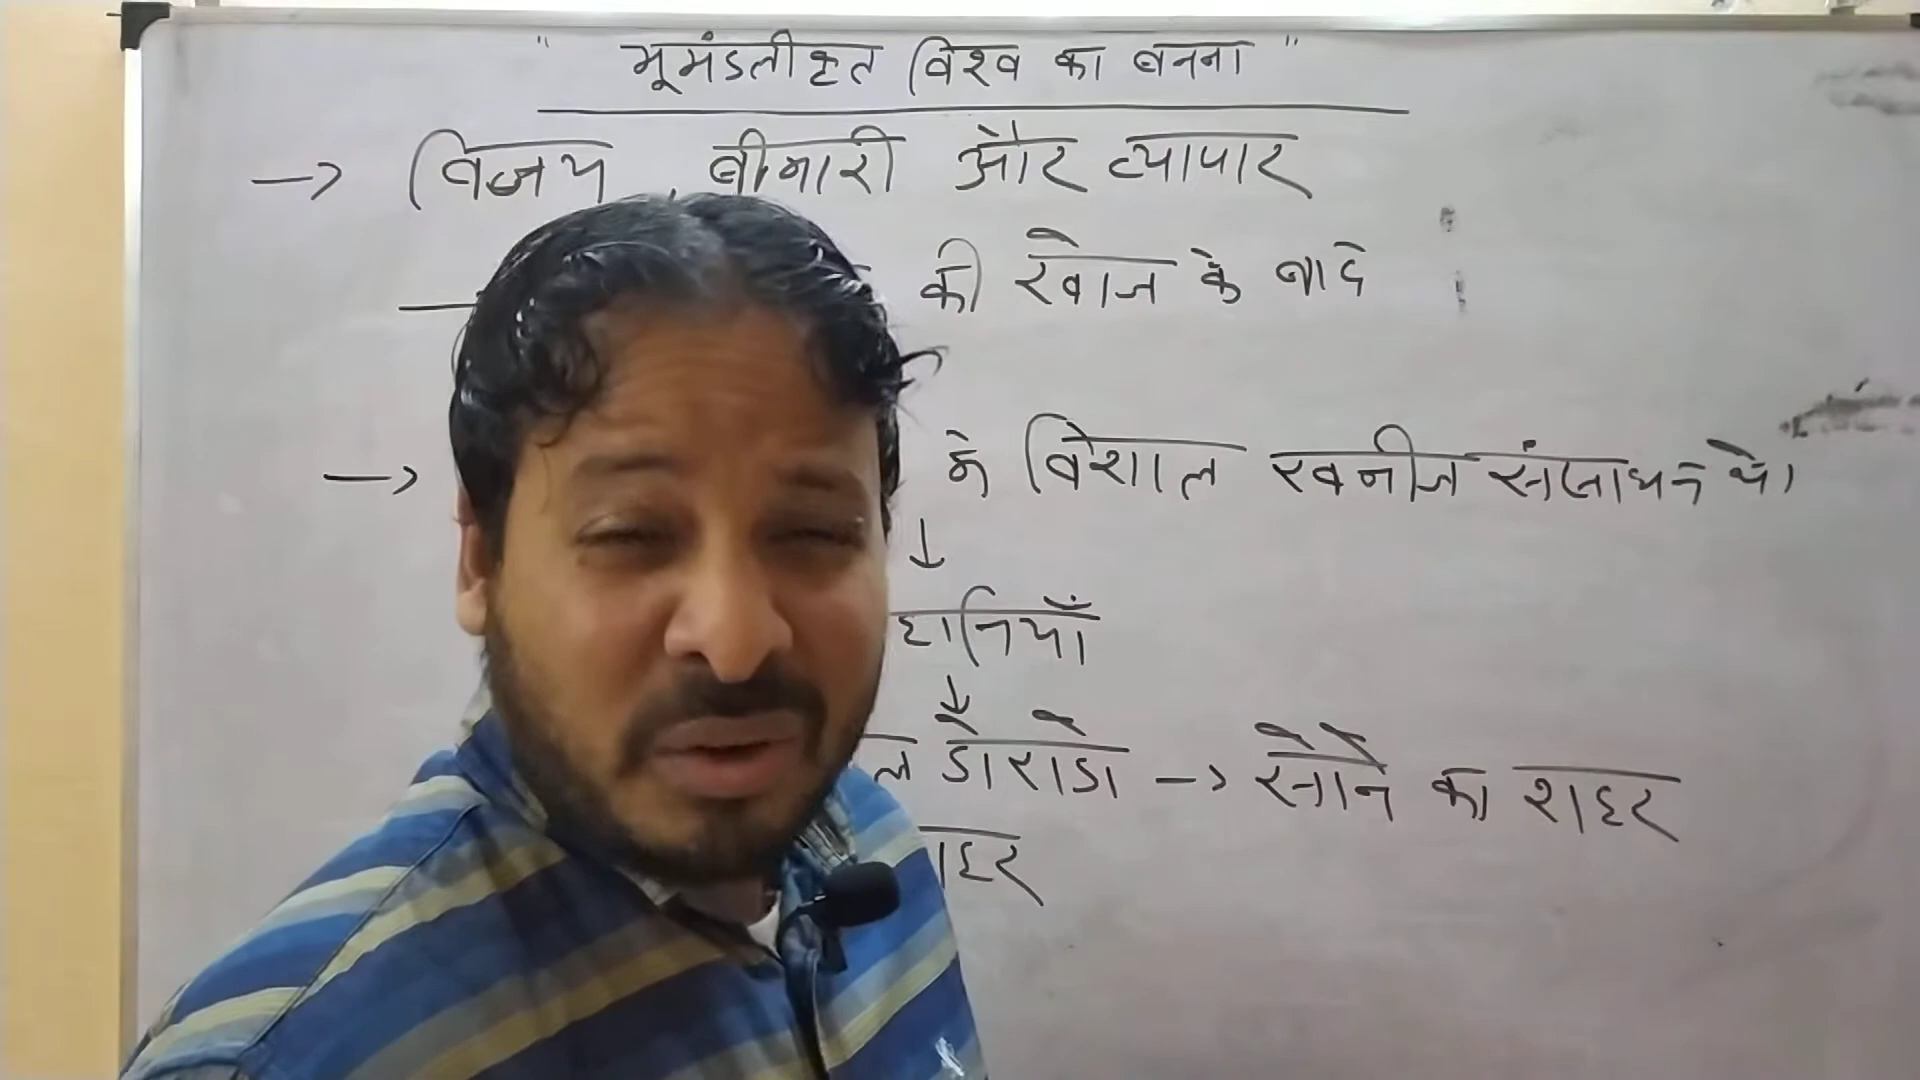 "भूमंडलीकृत विश्व का बनना"
→ विजय, बीमारी और व्यापार
की खोज के बाद
→ के विशाल खनीज संसाधन थे।
↓
हानियाँ
↓
ल डोराडो → सोने का शहर
ाहर